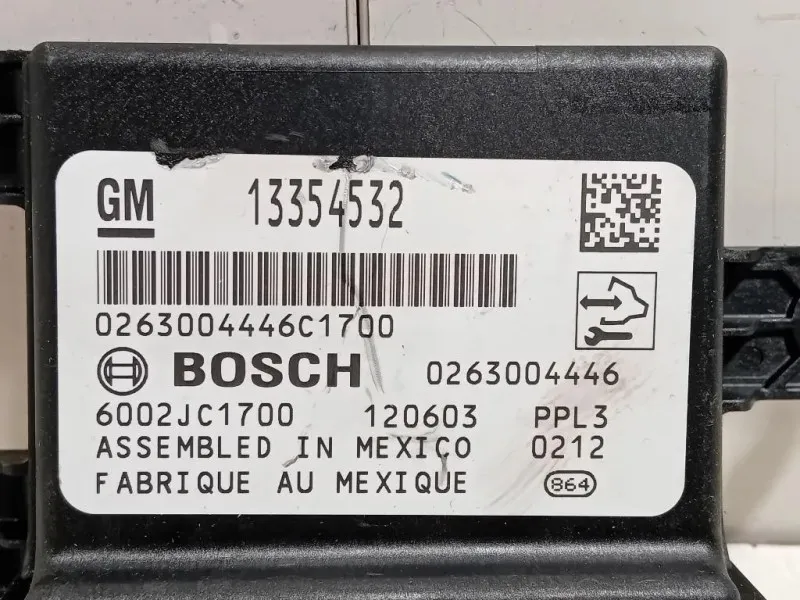 GM 13354532
0263004446C1700
BOSCH 0263004446
6002JC1700 120603 PPL3
ASSEMBLED IN MEXICO 0212
FABRIQUE AU MEXIQUE 864